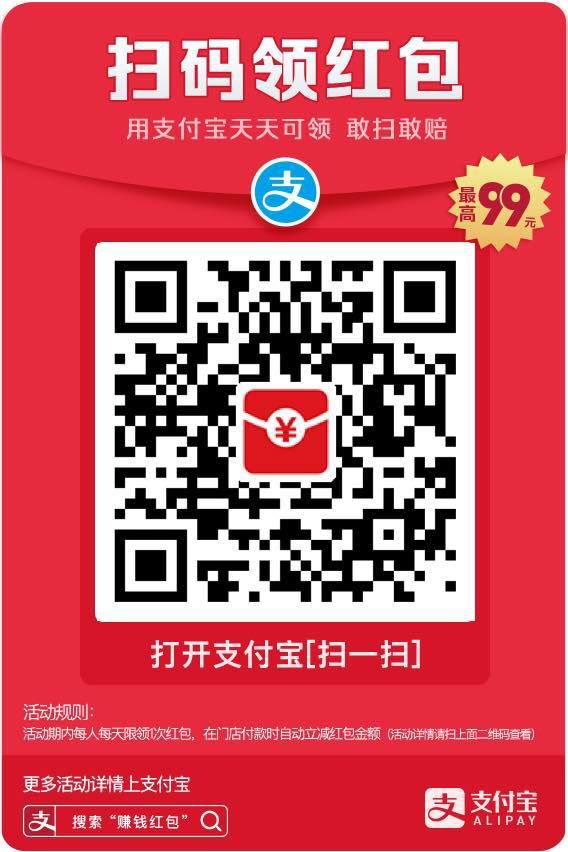 扫码领红包
用支付宝天天可领 敢扫敢赔
支
最高99元
¥
打开支付宝[扫一扫]
活动规则:
活动期内每人每天限领1次红包，在门店付款时自动立减红包金额（活动详情请扫上面二维码查看）
更多活动详情上支付宝
支 搜索“赚钱红包”
支 支付宝
ALIPAY